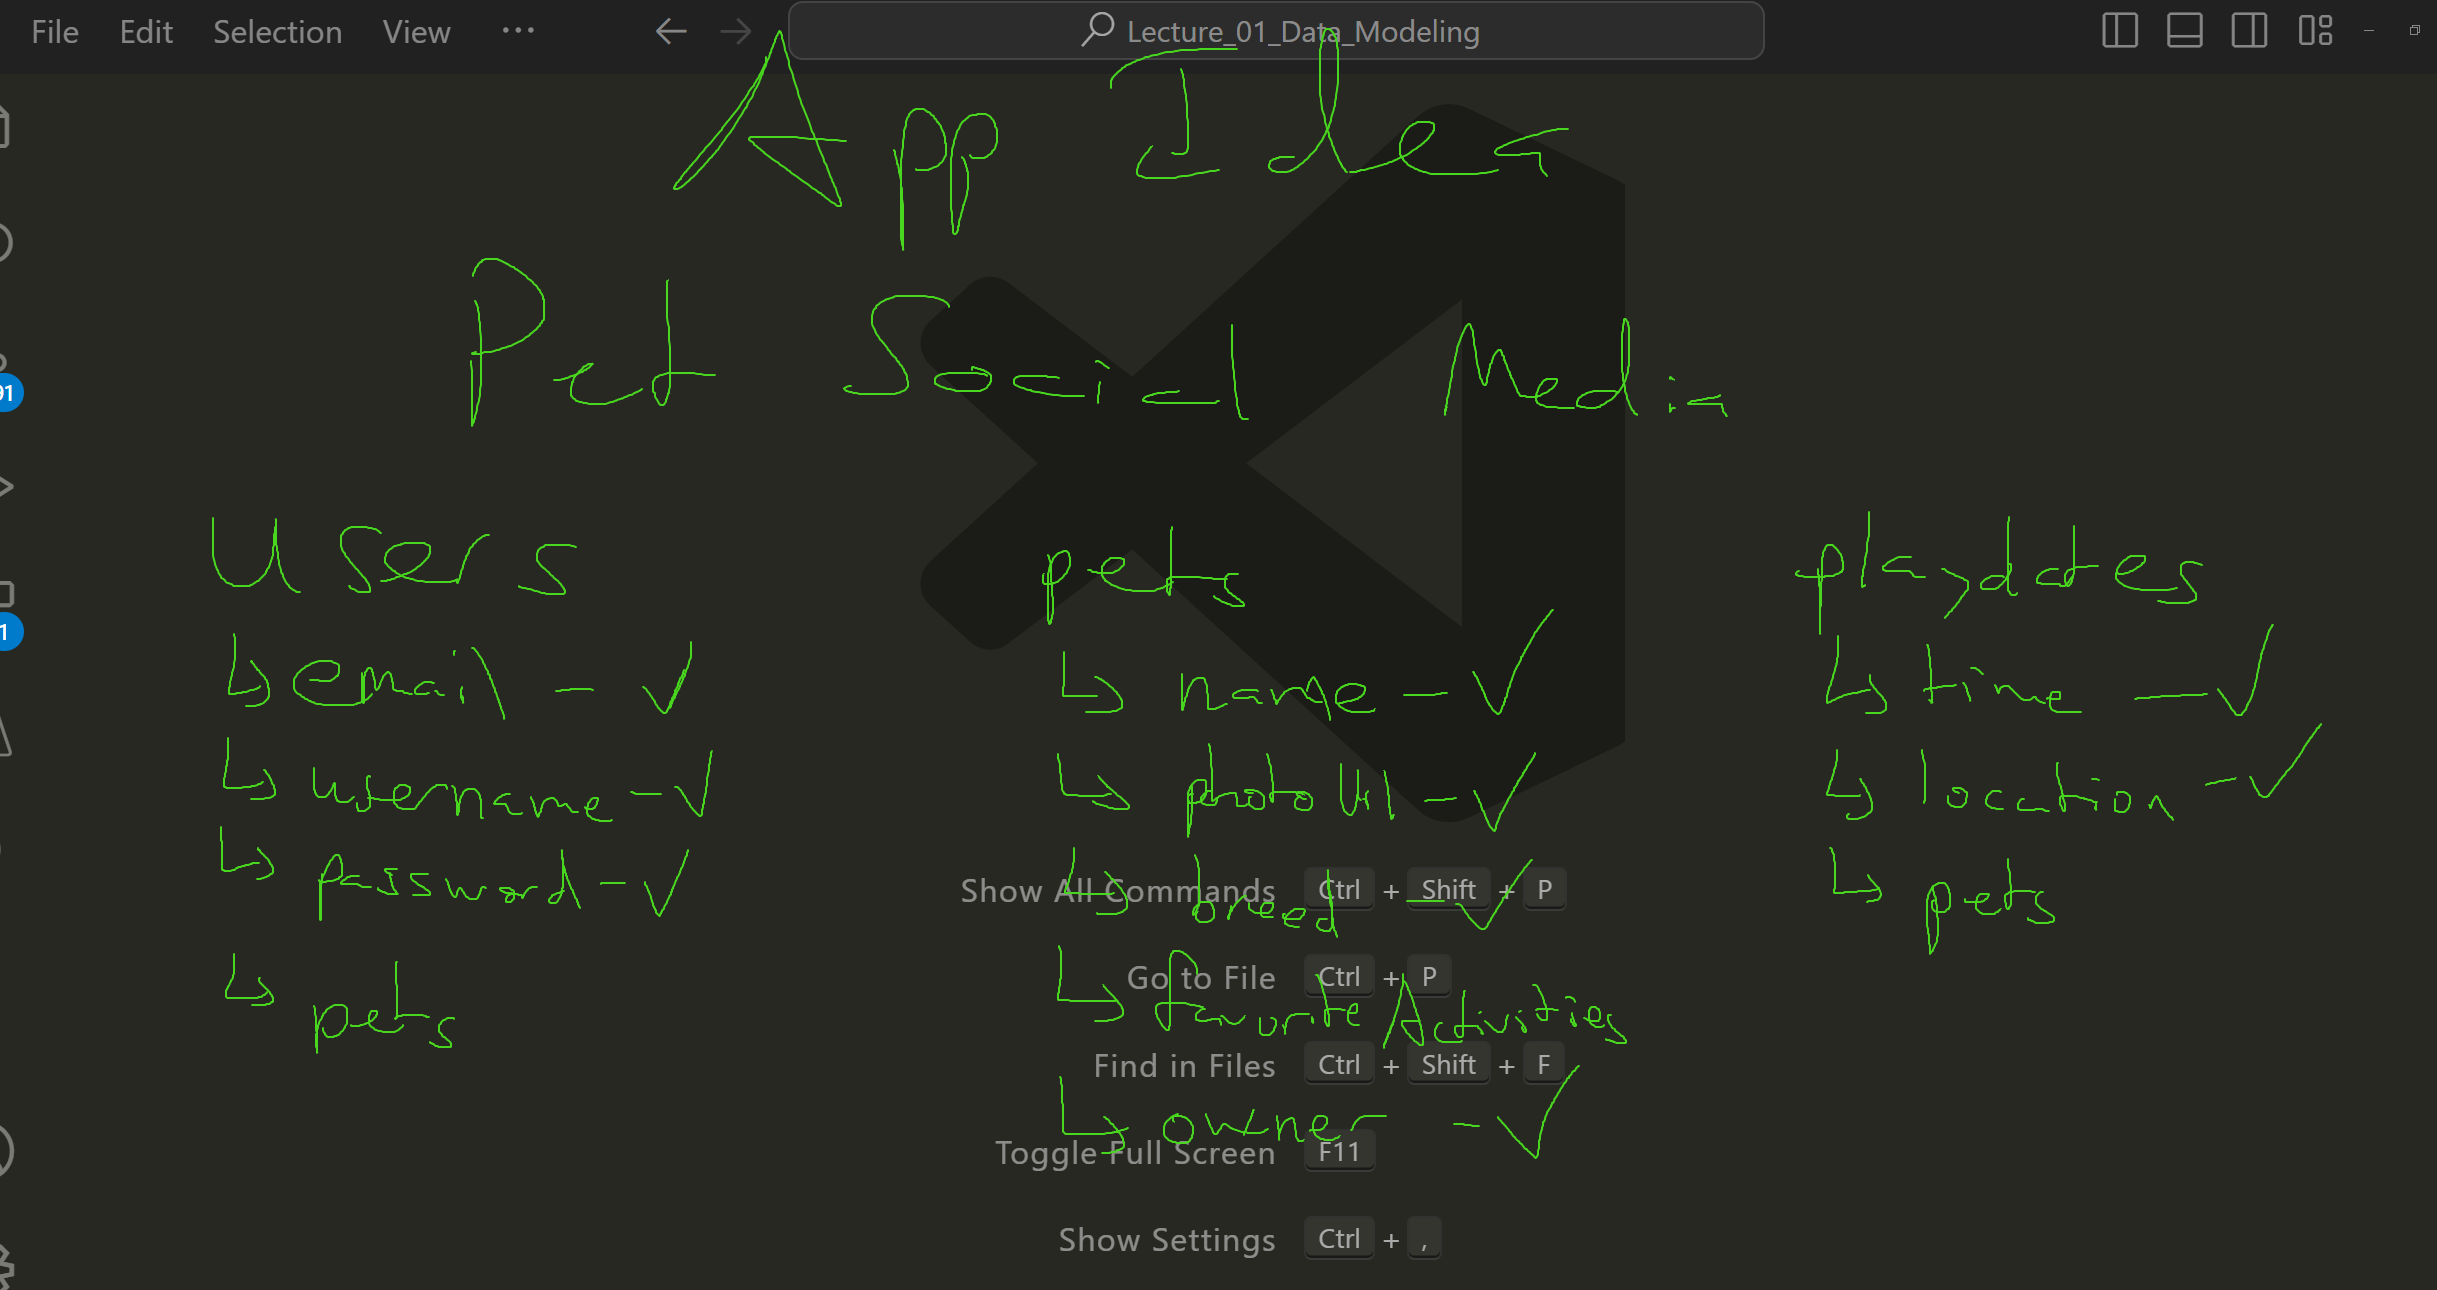 File Edit Selection View ... Lecture_01_Data_Modeling
App Idea
Pet Social Media
Users
↳ email - ✓
↳ username - ✓
↳ password - ✓
↳ pets
pets
↳ name - ✓
↳ photoUrl - ✓
↳ breed - ✓
↳ favorite Activities
↳ owner - ✓
playdates
↳ time - ✓
↳ location - ✓
↳ pets
Show All Commands Ctrl + Shift + P
Go to File Ctrl + P
Find in Files Ctrl + Shift + F
Toggle Full Screen F11
Show Settings Ctrl + ,
1